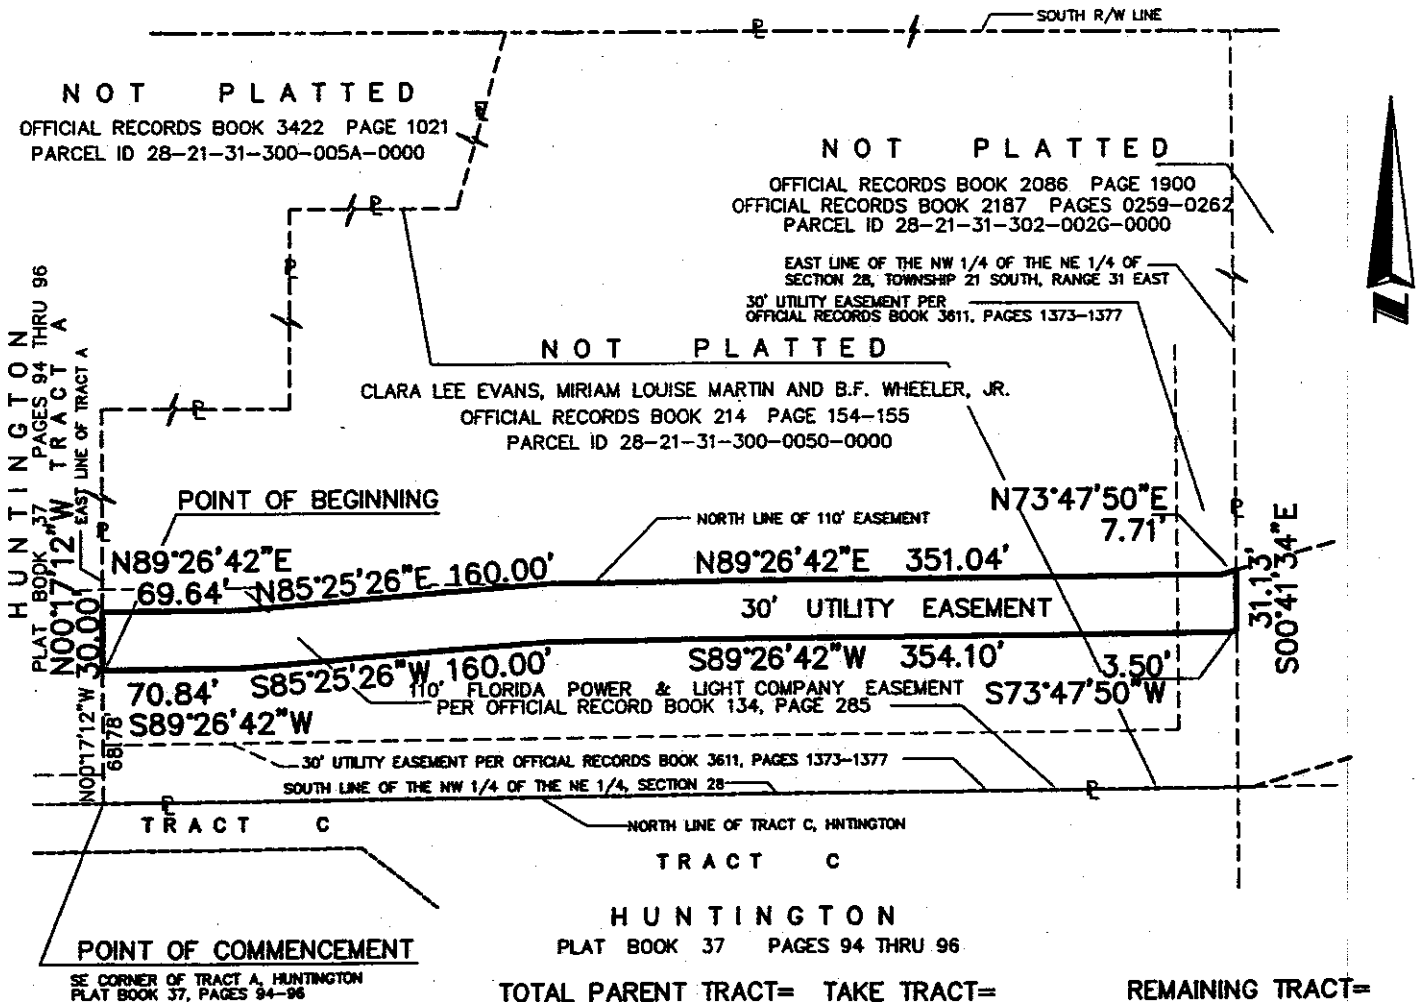 SOUTH R/W LINE
NOT PLATTED
OFFICIAL RECORDS BOOK 3422 PAGE 1021
PARCEL ID 28-21-31-300-005A-0000
NOT PLATTED
OFFICIAL RECORDS BOOK 2086 PAGE 1900
OFFICIAL RECORDS BOOK 2187 PAGES 0259-0262
PARCEL ID 28-21-31-302-002G-0000
EAST LINE OF THE NW 1/4 OF THE NE 1/4 OF
SECTION 28, TOWNSHIP 21 SOUTH, RANGE 31 EAST
30' UTILITY EASEMENT PER
OFFICIAL RECORDS BOOK 3611, PAGES 1373-1377
N
NOT PLATTED
CLARA LEE EVANS, MIRIAM LOUISE MARTIN AND B.F. WHEELER, JR.
OFFICIAL RECORDS BOOK 214 PAGE 154-155
PARCEL ID 28-21-31-300-0050-0000
HUNTINGTON
PLAT BOOK 37 PAGES 94 THRU 96
TRACT A
EAST LINE OF TRACT A
N00°17'12"W
30.00'
POINT OF BEGINNING
NORTH LINE OF 110' EASEMENT
N73°47'50"E
7.71'
N89°26'42"E
69.64'
N85°25'26"E 160.00'
N89°26'42"E 351.04'
31.13'
S00°41'34"E
30' UTILITY EASEMENT
70.84'
S89°26'42"W
S85°25'26"W 160.00'
S89°26'42"W 354.10'
3.50'
S73°47'50"W
110' FLORIDA POWER & LIGHT COMPANY EASEMENT
PER OFFICIAL RECORD BOOK 134, PAGE 285
N00°17'12"W
68.78'
30' UTILITY EASEMENT PER OFFICIAL RECORDS BOOK 3611, PAGES 1373-1377
SOUTH LINE OF THE NW 1/4 OF THE NE 1/4, SECTION 28
TRACT C
NORTH LINE OF TRACT C, HNTINGTON
TRACT C
HUNTINGTON
PLAT BOOK 37 PAGES 94 THRU 96
POINT OF COMMENCEMENT
SE CORNER OF TRACT A, HUNTINGTON
PLAT BOOK 37, PAGES 94-96
TOTAL PARENT TRACT= TAKE TRACT= REMAINING TRACT=